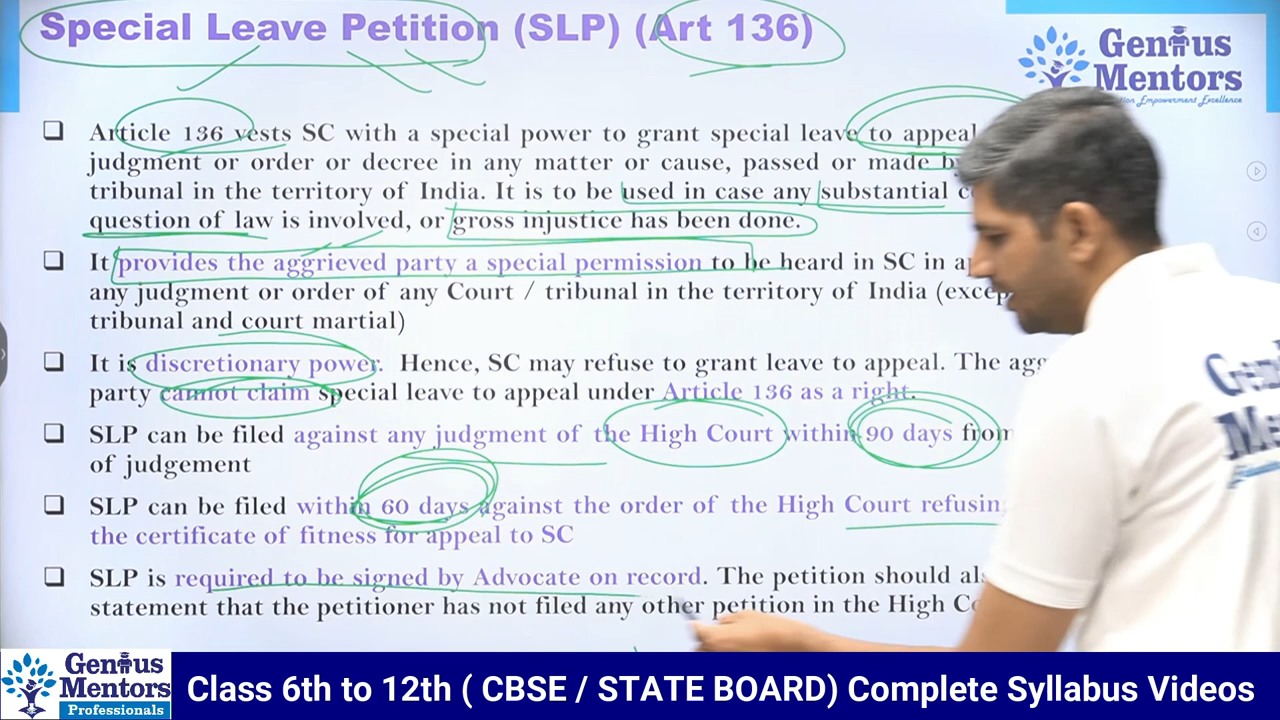 Special Leave Petition (SLP) (Art 136)
Genius
Mentors
Empowerment Excellence
❑ Article 136 vests SC with a special power to grant special leave to appeal
judgment or order or decree in any matter or cause, passed or made by
tribunal in the territory of India. It is to be used in case any substantial
question of law is involved, or gross injustice has been done.
❑ It provides the aggrieved party a special permission to be heard in SC in
any judgment or order of any Court / tribunal in the territory of India
tribunal and court martial)
❑ It is discretionary power. Hence, SC may refuse to grant leave to appeal. The
party cannot claim special leave to appeal under Article 136 as a right.
❑ SLP can be filed against any judgment of the High Court within 90 days from
of judgement
❑ SLP can be filed within 60 days against the order of the High Court
the certificate of fitness for appeal to SC
❑ SLP is required to be signed by Advocate on record. The petition should
statement that the petitioner has not filed any other petition in the High
Genius
Mentors
Professionals
Class 6th to 12th ( CBSE / STATE BOARD) Complete Syllabus Videos